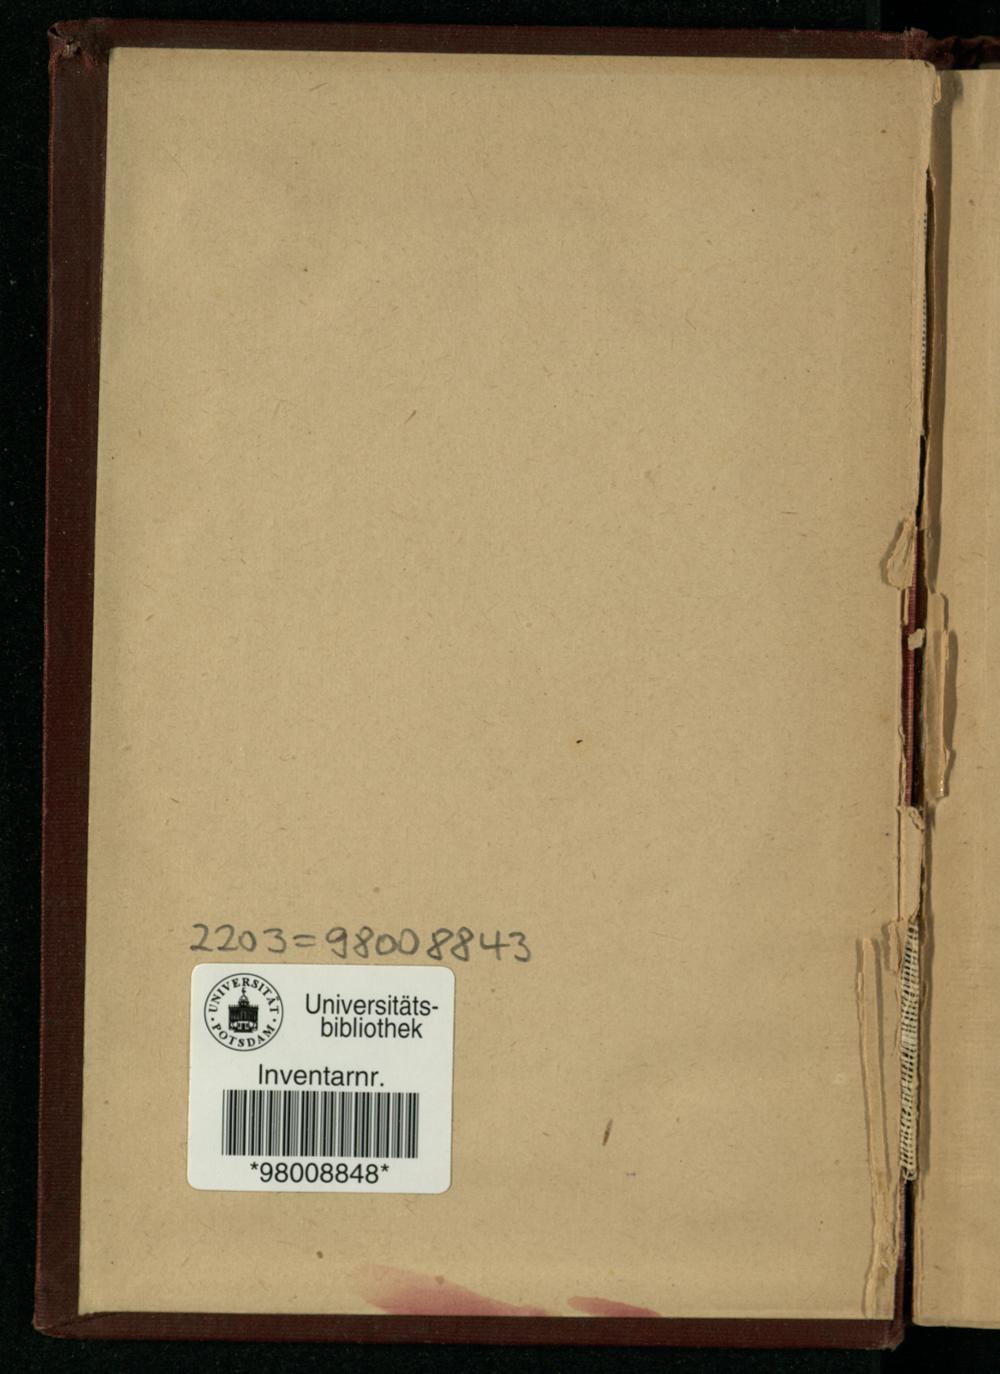 2203=98008843
UNIVERSITÄT
· POTSDAM ·
Universitäts-
bibliothek
Inventarnr.
*98008848*